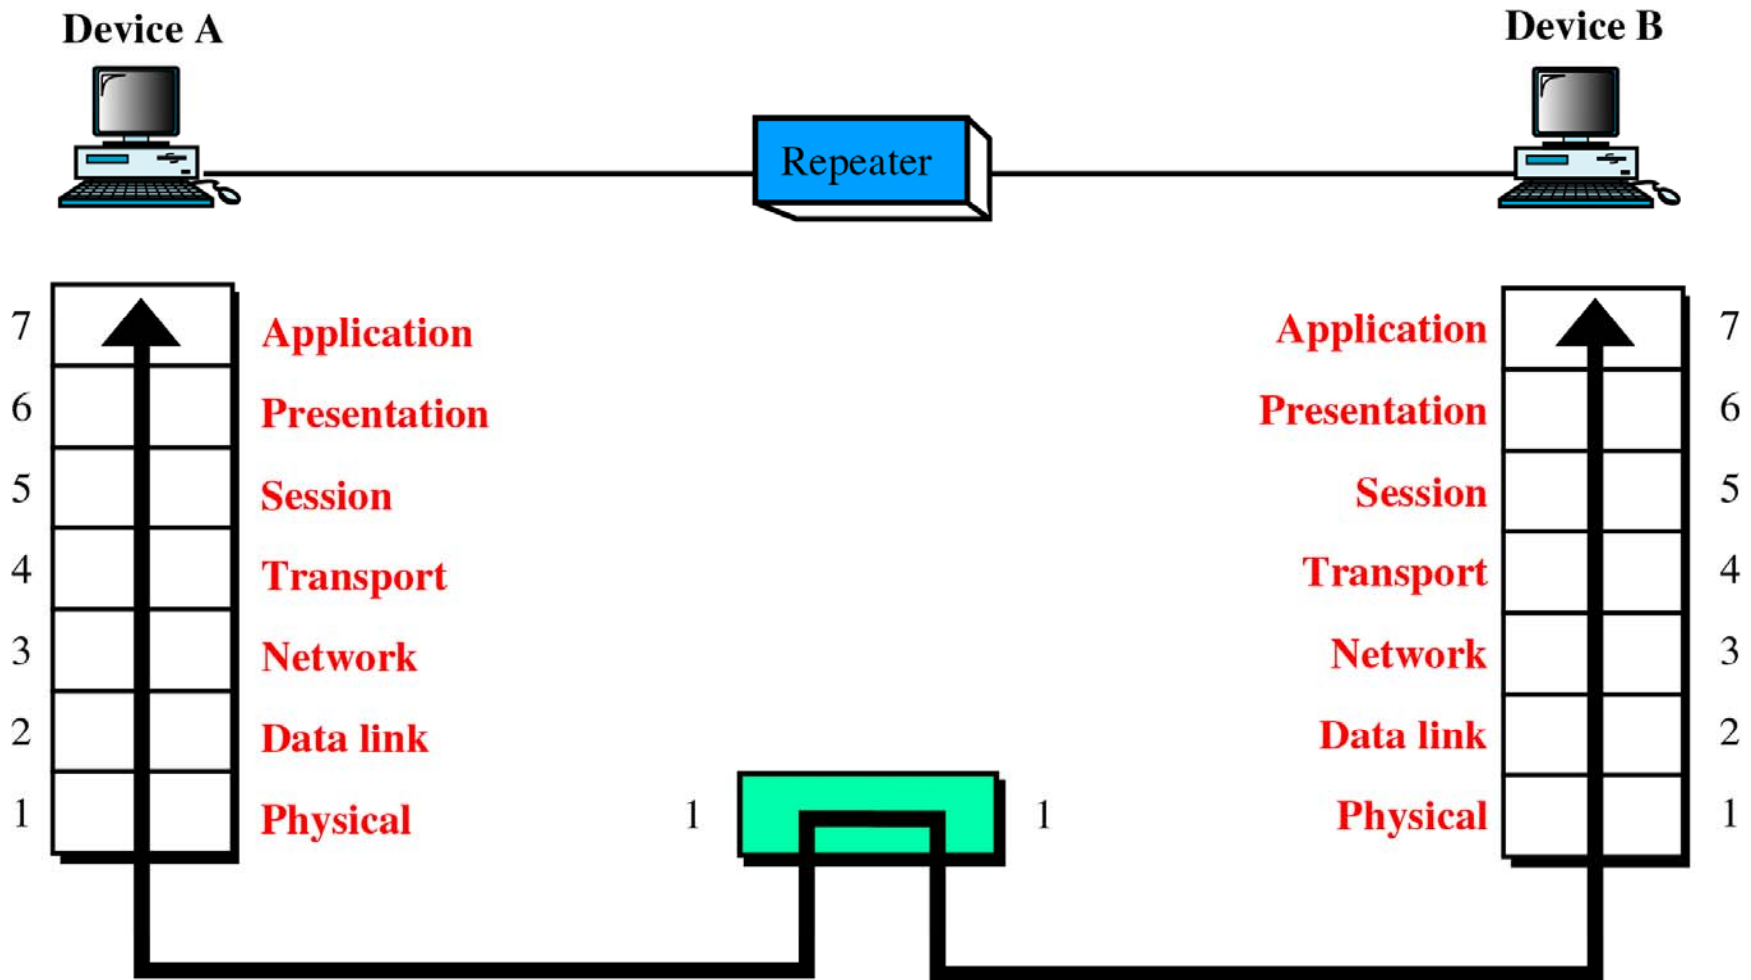 Device A
Device B
Repeater
7 Application Application 7
6 Presentation Presentation 6
5 Session Session 5
4 Transport Transport 4
3 Network Network 3
2 Data link Data link 2
1 Physical 1 1 Physical 1